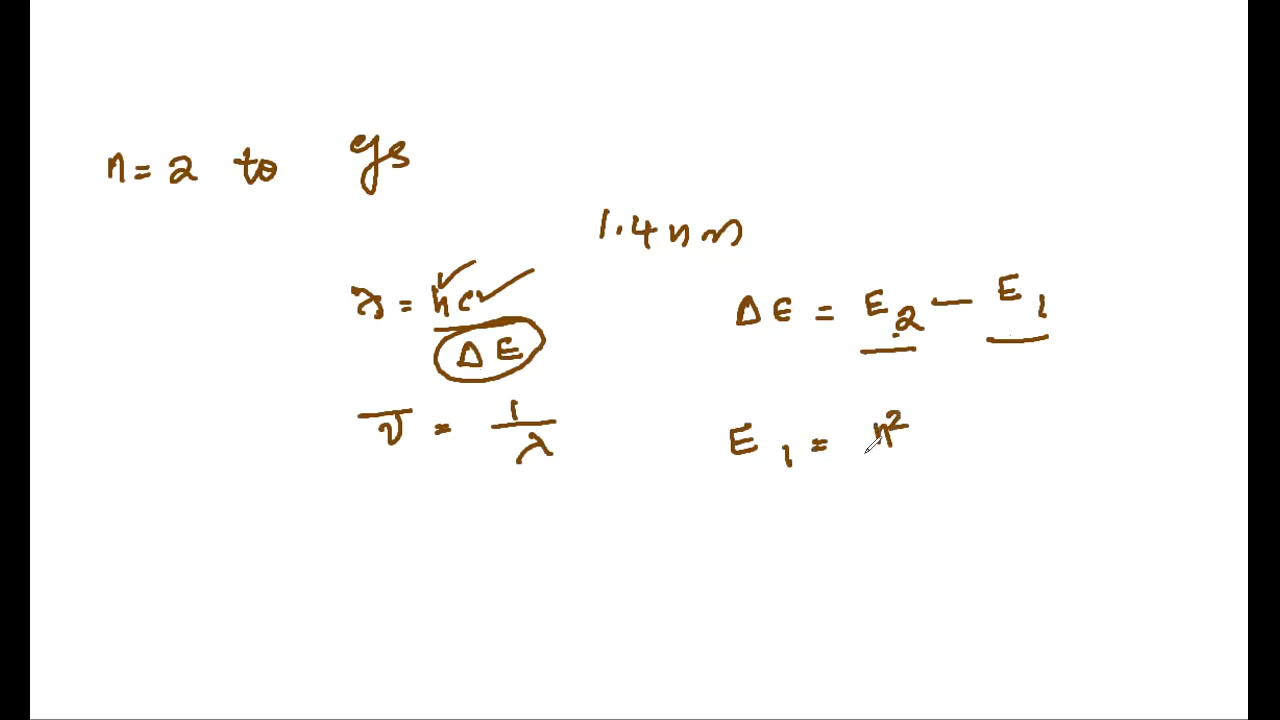 n = 2 to gs
1.4 nm
λ = hc / ΔE
ΔE = E₂ — E₁
ν̅ = 1 / λ
E₁ = n²